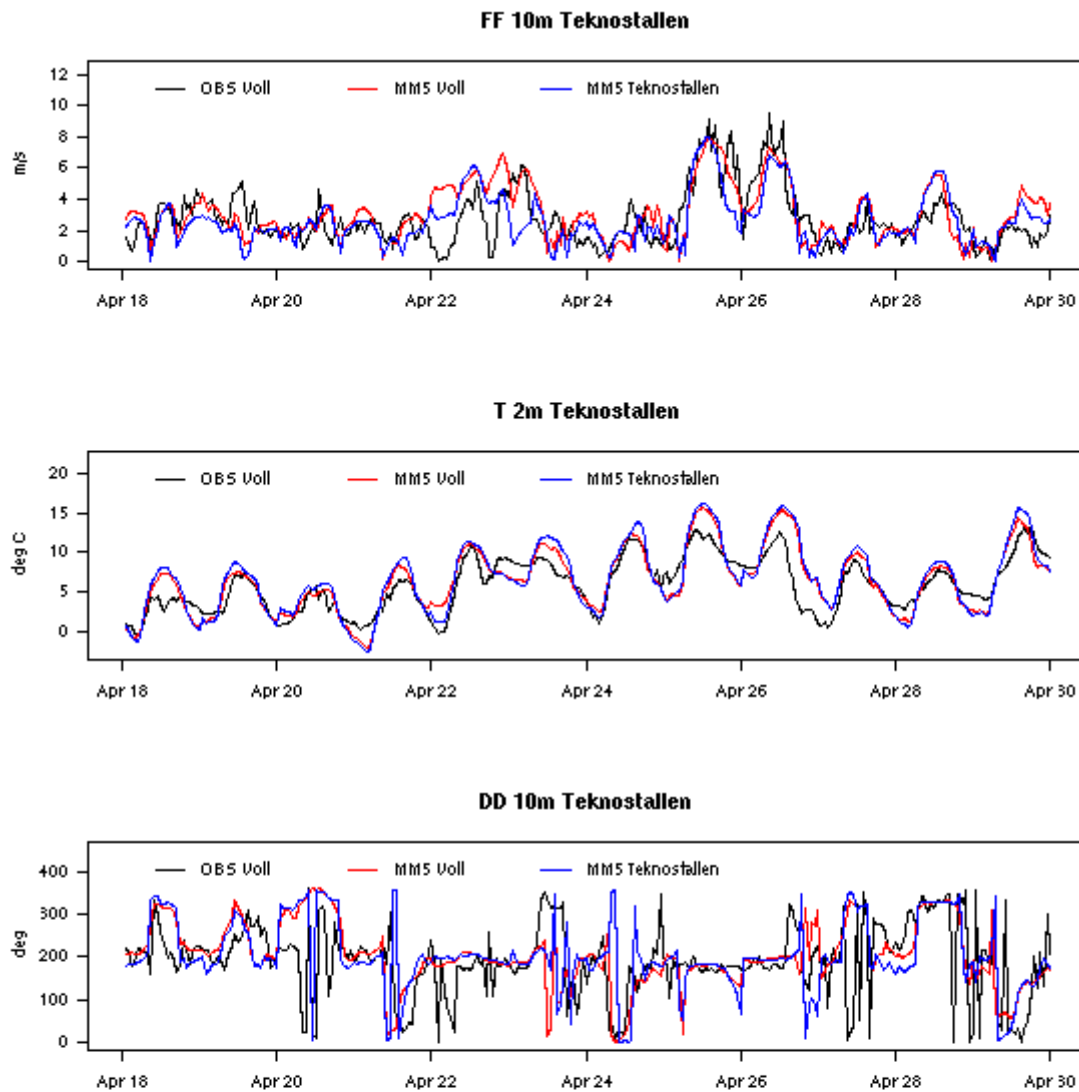 FF 10m Teknostallen
OBS Voll MM5 Voll MM5 Teknostallen
12
10
8
6
4
2
0
m/s
Apr 18 Apr 20 Apr 22 Apr 24 Apr 26 Apr 28 Apr 30
T 2m Teknostallen
OBS Voll MM5 Voll MM5 Teknostallen
20
15
10
5
0
deg C
Apr 18 Apr 20 Apr 22 Apr 24 Apr 26 Apr 28 Apr 30
DD 10m Teknostallen
OBS Voll MM5 Voll MM5 Teknostallen
400
300
200
100
0
deg
Apr 18 Apr 20 Apr 22 Apr 24 Apr 26 Apr 28 Apr 30